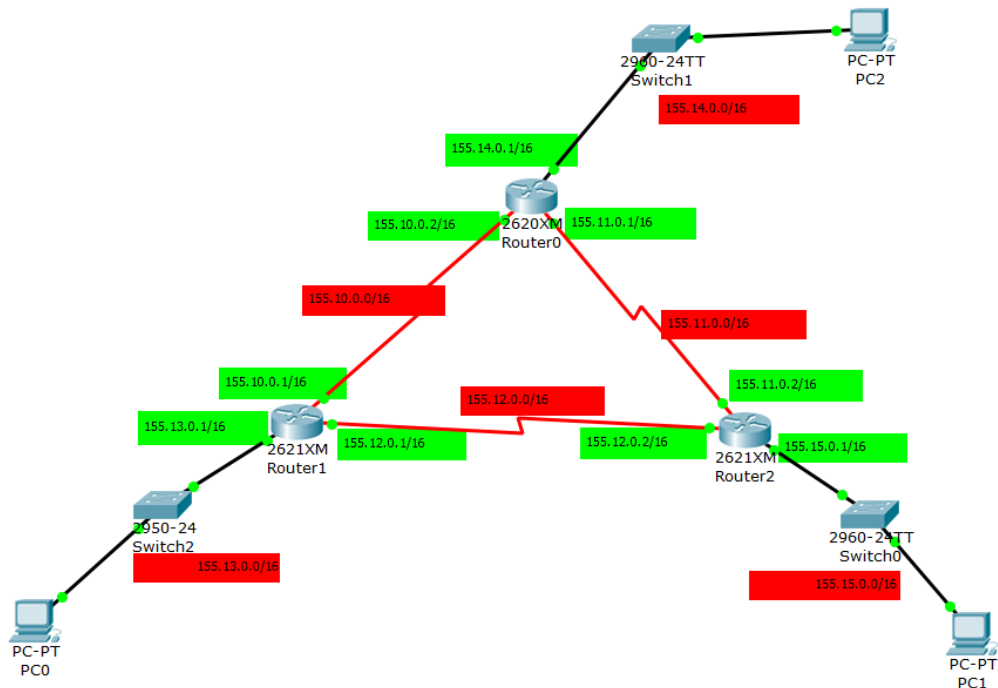 PC-PT
PC2
2960-24TT
Switch1
155.14.0.0/16
155.14.0.1/16
155.10.0.2/16
2620XM
Router0
155.11.0.1/16
155.10.0.0/16
155.11.0.0/16
155.10.0.1/16
155.11.0.2/16
155.12.0.0/16
155.13.0.1/16
2621XM
Router1
155.12.0.1/16
155.12.0.2/16
2621XM
Router2
155.15.0.1/16
2950-24
Switch2
155.13.0.0/16
2960-24TT
Switch0
155.15.0.0/16
PC-PT
PC0
PC-PT
PC1